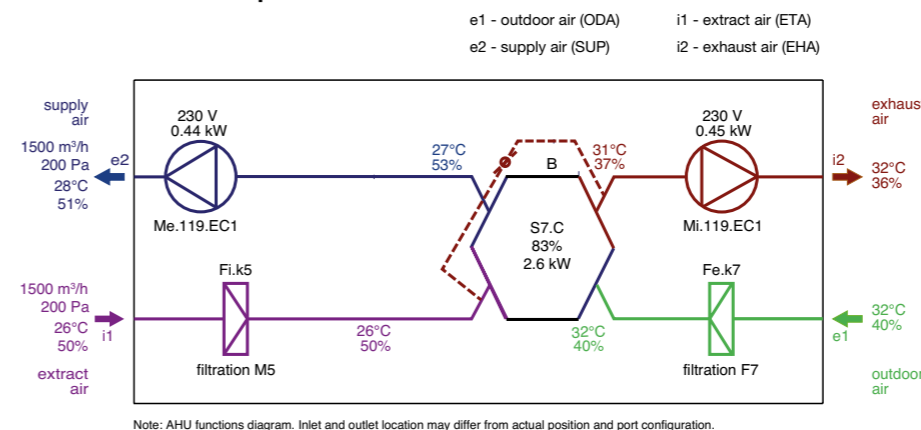 e1 - outdoor air (ODA)
i1 - extract air (ETA)
e2 - supply air (SUP)
i2 - exhaust air (EHA)
supply
air
1500 m³/h
200 Pa
28°C
51%
e2
230 V
0.44 kW
Me.119.EC1
27°C
53%
B
31°C
37%
230 V
0.45 kW
Mi.119.EC1
exhaus
air
i2
32°C
36%
S7.C
83%
2.6 kW
1500 m³/h
200 Pa
26°C
50%
i1
extract
air
Fi.k5
filtration M5
26°C
50%
32°C
40%
Fe.k7
filtration F7
32°C
40%
e1
outdoor
air
Note: AHU functions diagram. Inlet and outlet location may differ from actual position and port configuration.